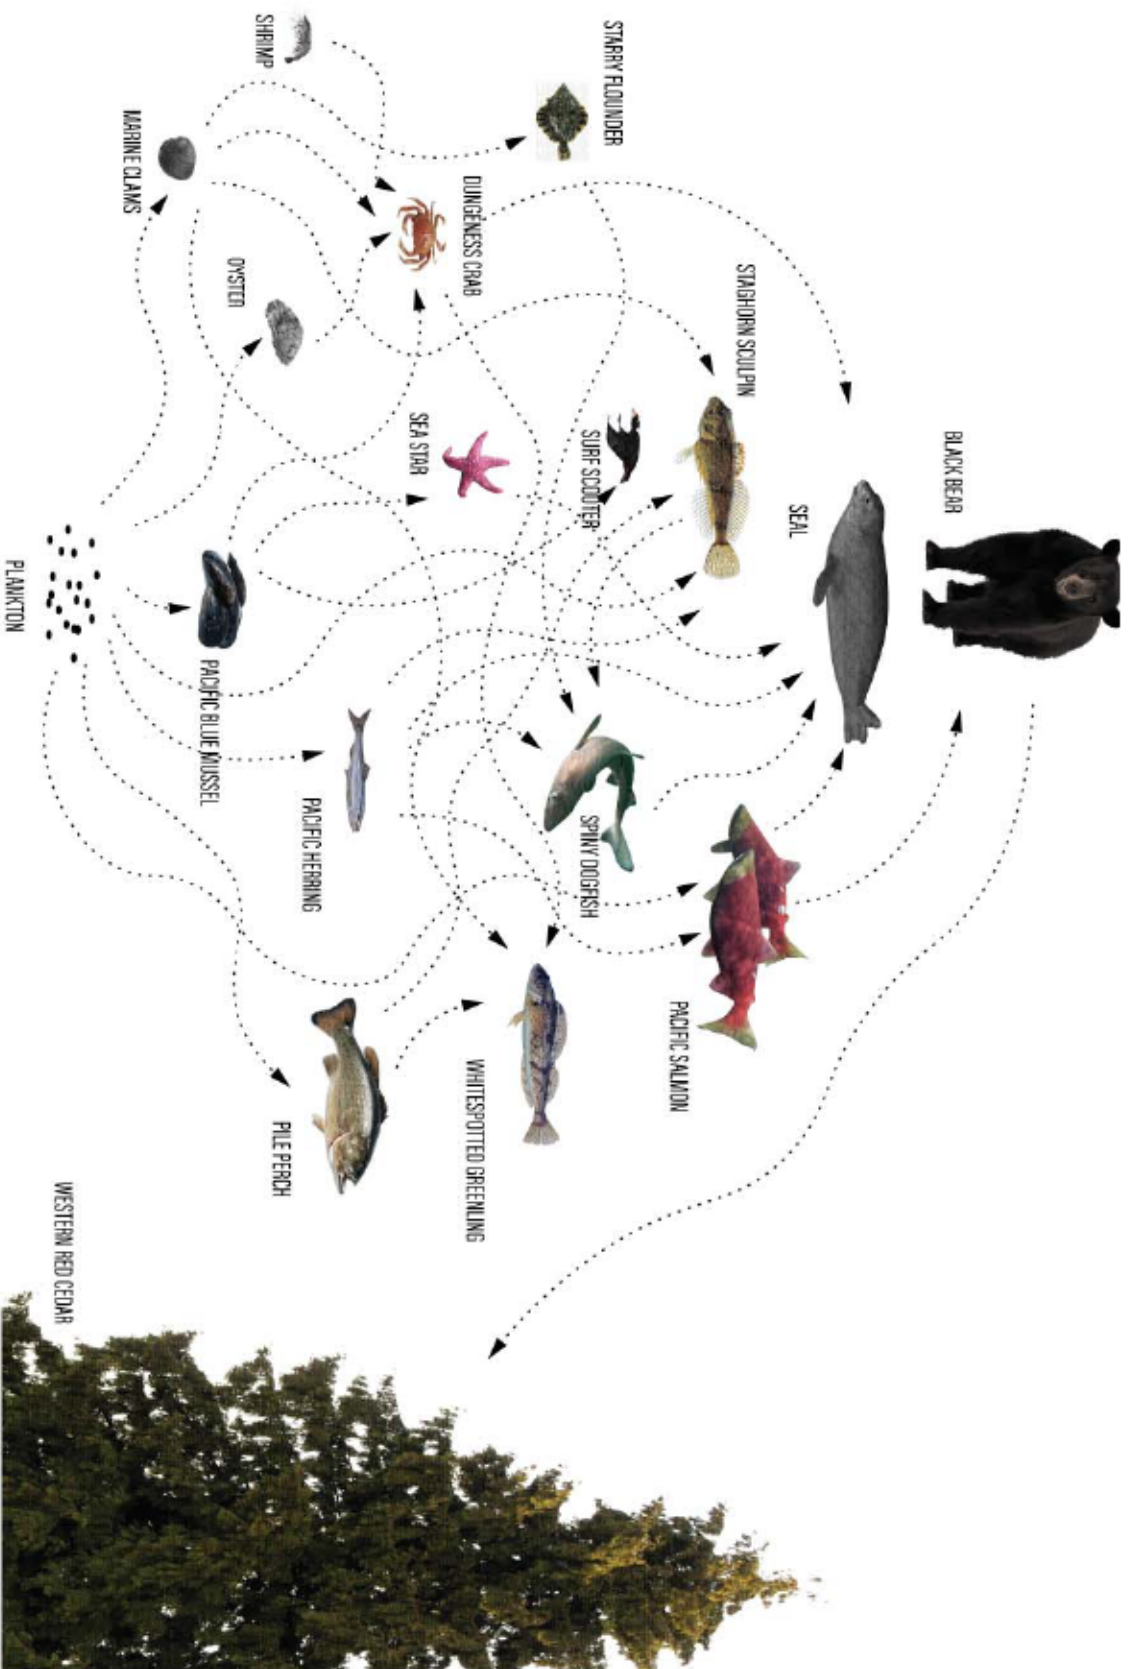 BLACK BEAR
SEAL
STAGHORN SCULPIN
PACIFIC SALMON
STARRY FLOUNDER
SURF SCOUTER
SPINY DOGFISH
DUNGENESS CRAB
WHITESPOTTED GREENLING
SEA STAR
PACIFIC HERRING
PILE PERCH
SHRIMP
OYSTER
PACIFIC BLUE MUSSEL
MARINE CLAMS
WESTERN RED CEDAR
PLANKTON